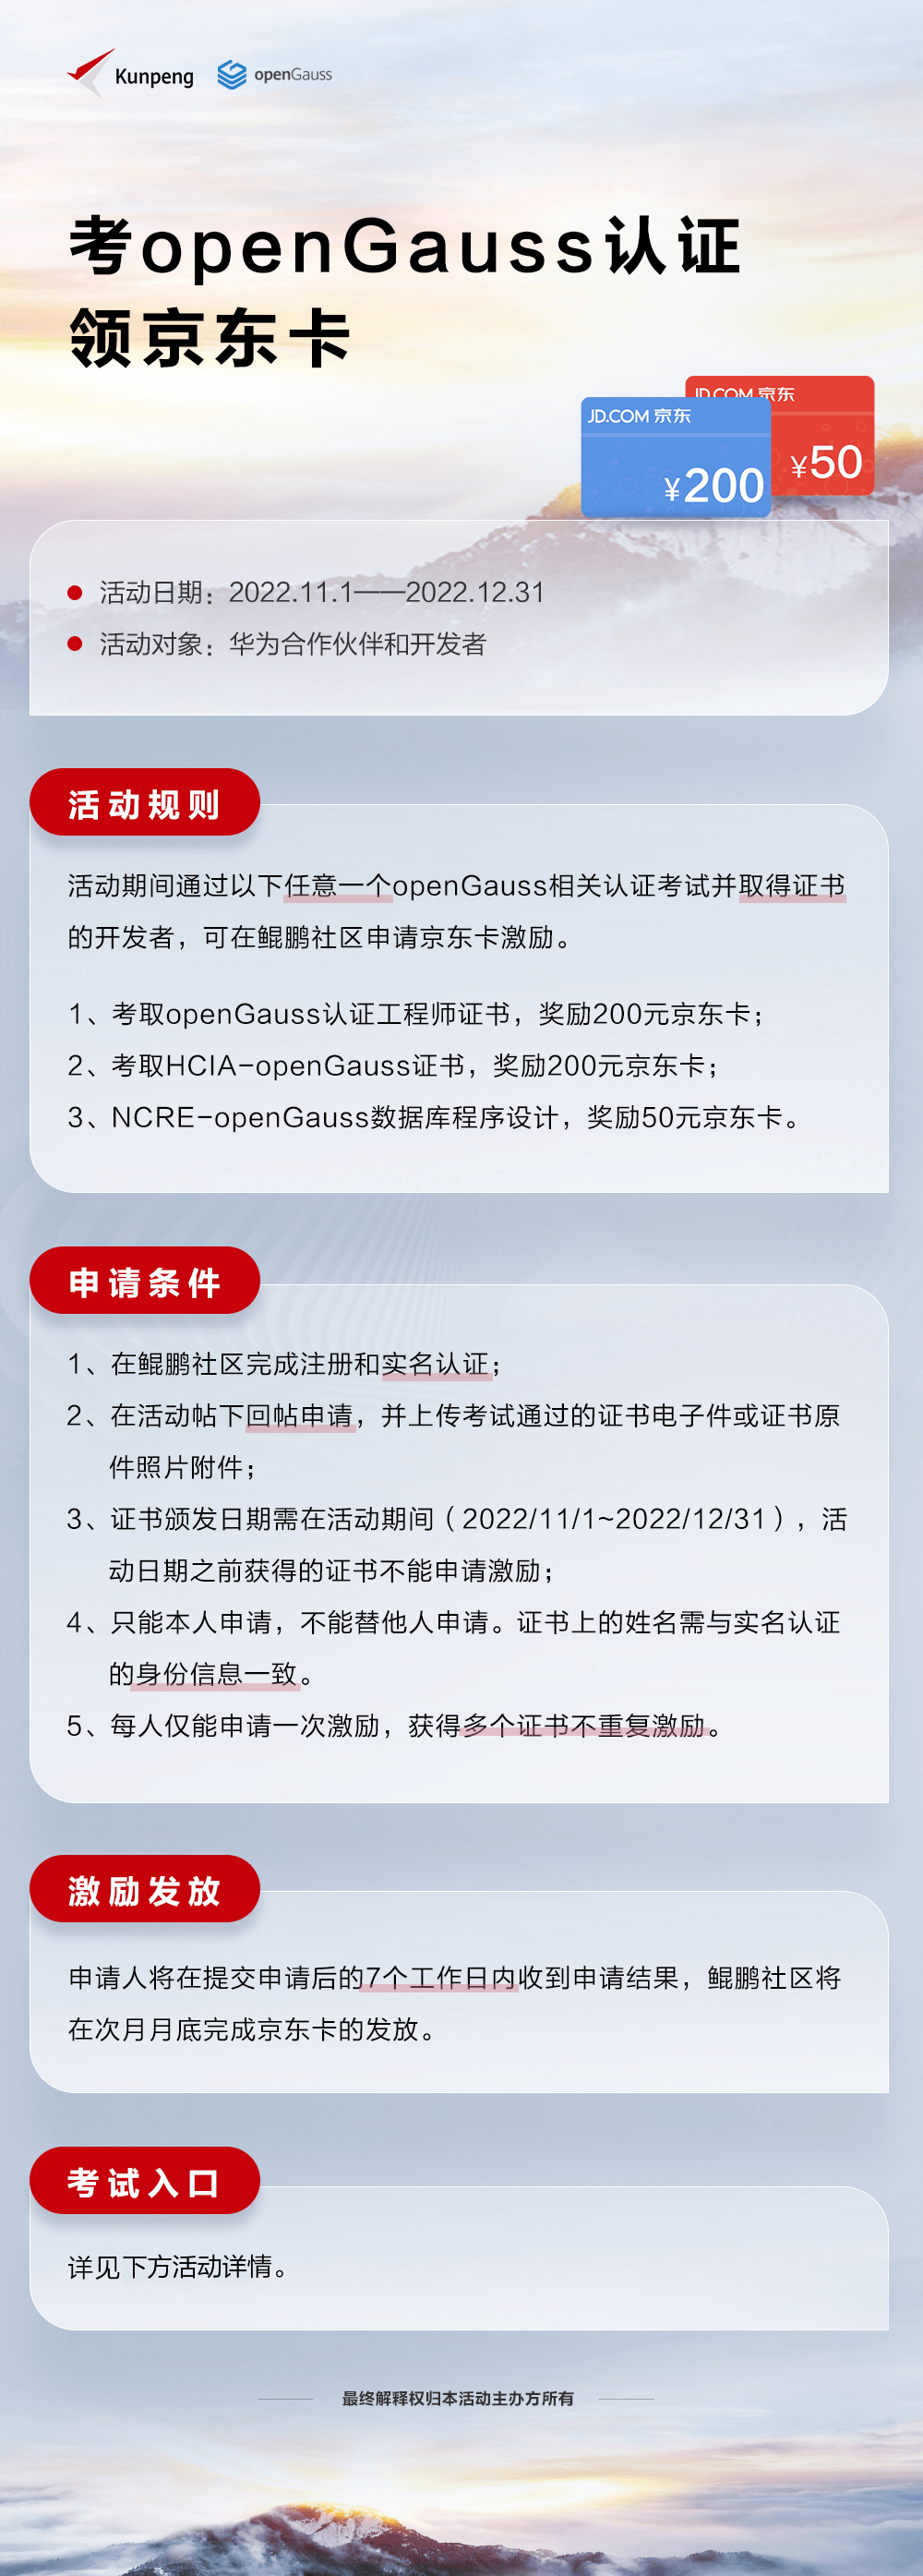 Kunpeng openGauss
考openGauss认证
领京东卡
JD.COM 京东
¥50
JD.COM 京东
¥200
活动日期：2022.11.1——2022.12.31
活动对象：华为合作伙伴和开发者
活动规则
活动期间通过以下任意一个openGauss相关认证考试并取得证书
的开发者，可在鲲鹏社区申请京东卡激励。
1、考取openGauss认证工程师证书，奖励200元京东卡；
2、考取HCIA-openGauss证书，奖励200元京东卡；
3、NCRE-openGauss数据库程序设计，奖励50元京东卡。
申请条件
1、在鲲鹏社区完成注册和实名认证；
2、在活动帖下回帖申请，并上传考试通过的证书电子件或证书原
件照片附件；
3、证书颁发日期需在活动期间（2022/11/1~2022/12/31），活
动日期之前获得的证书不能申请激励；
4、只能本人申请，不能替他人申请。证书上的姓名需与实名认证
的身份信息一致。
5、每人仅能申请一次激励，获得多个证书不重复激励。
激励发放
申请人将在提交申请后的7个工作日内收到申请结果，鲲鹏社区将
在次月月底完成京东卡的发放。
考试入口
详见下方活动详情。
最终解释权归本活动主办方所有